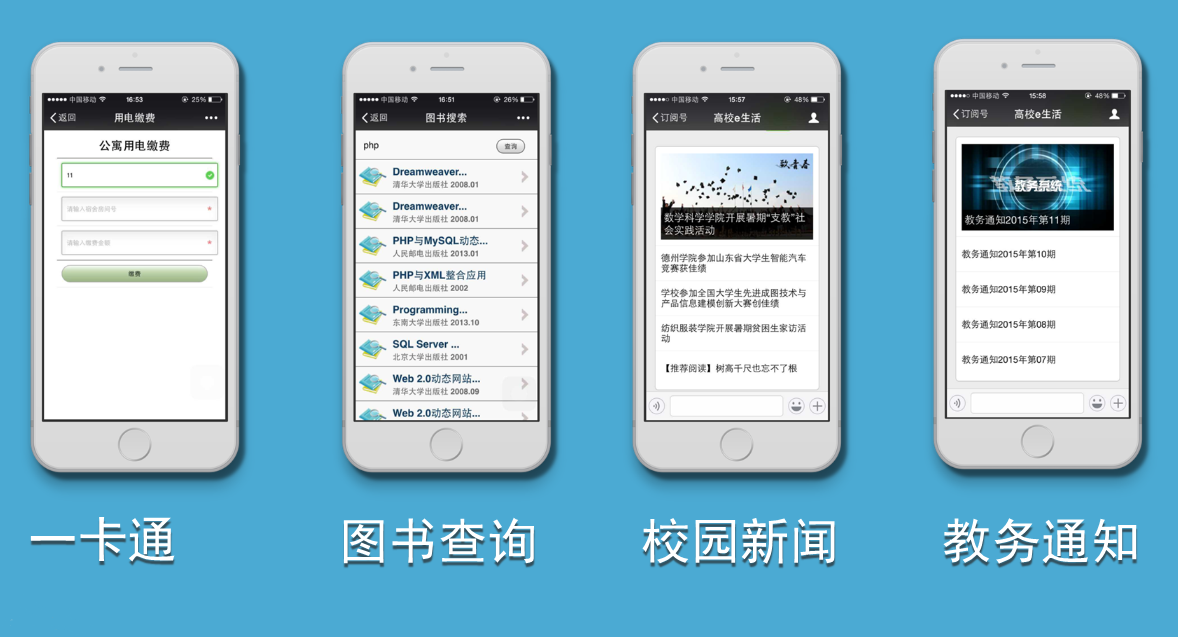 中国移动 16:53 25%
返回 用电缴费
公寓用电缴费
11
请输入宿舍房间号 *
请输入缴费金额 *
缴费
一卡通
中国移动 16:51 26%
返回 图书搜索
php 查询
Dreamweaver...
清华大学出版社 2008.01
Dreamweaver...
清华大学出版社 2008.01
PHP与MySQL动态...
人民邮电出版社 2013.01
PHP与XML整合应用
人民邮电出版社 2002
Programming...
东南大学出版社 2013.10
SQL Server ...
北京大学出版社 2001
Web 2.0动态网站...
清华大学出版社 2008.09
Web 2.0动态网站...
图书查询
中国移动 15:57 48%
订阅号 高校e生活
致青春
数学科学学院开展暑期“支教”社
会实践活动
德州学院参加山东省大学生智能汽车
竞赛获佳绩
学校参加全国大学生先进成图技术与
产品信息建模创新大赛创佳绩
纺织服装学院开展暑期贫困生家访活
动
【推荐阅读】树高千尺也忘不了根
校园新闻
中国移动 15:58 48%
订阅号 高校e生活
教务系统
教务通知2015年第11期
教务通知2015年第10期
教务通知2015年第09期
教务通知2015年第08期
教务通知2015年第07期
教务通知